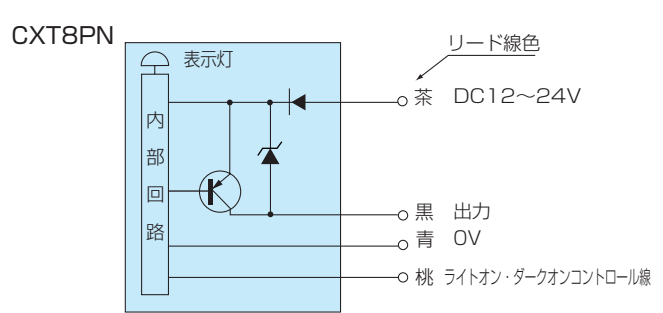 CXT8PN
表示灯
リード線色
茶 DC12～24V
内部回路
黒 出力
青 0V
桃 ライトオン・ダークオンコントロール線